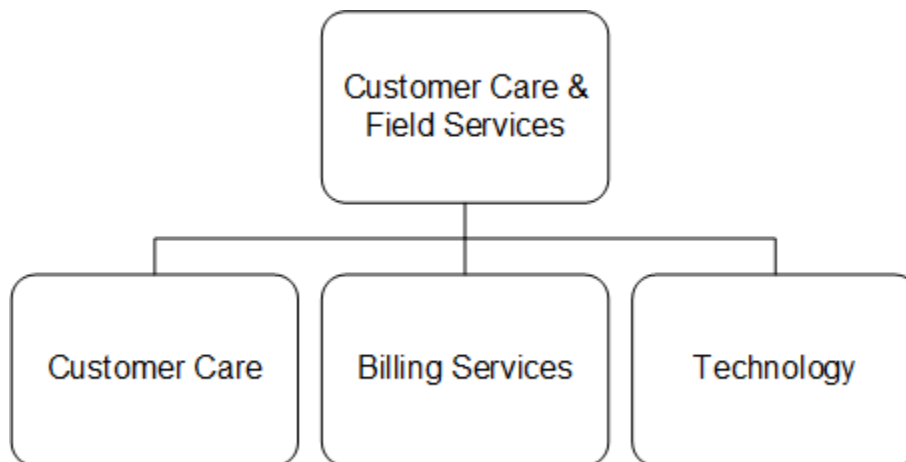 Customer Care &
Field Services
Customer Care
Billing Services
Technology